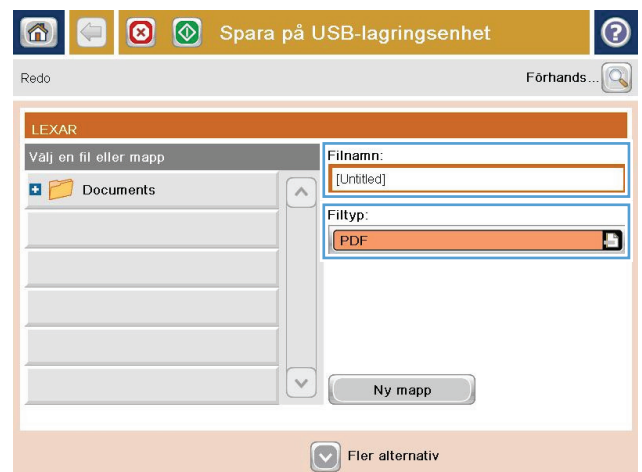 Spara på USB-lagringsenhet
Redo
Förhands...
LEXAR
Välj en fil eller mapp
Documents
Filnamn:
[Untitled]
Filtyp:
PDF
Ny mapp
Fler alternativ